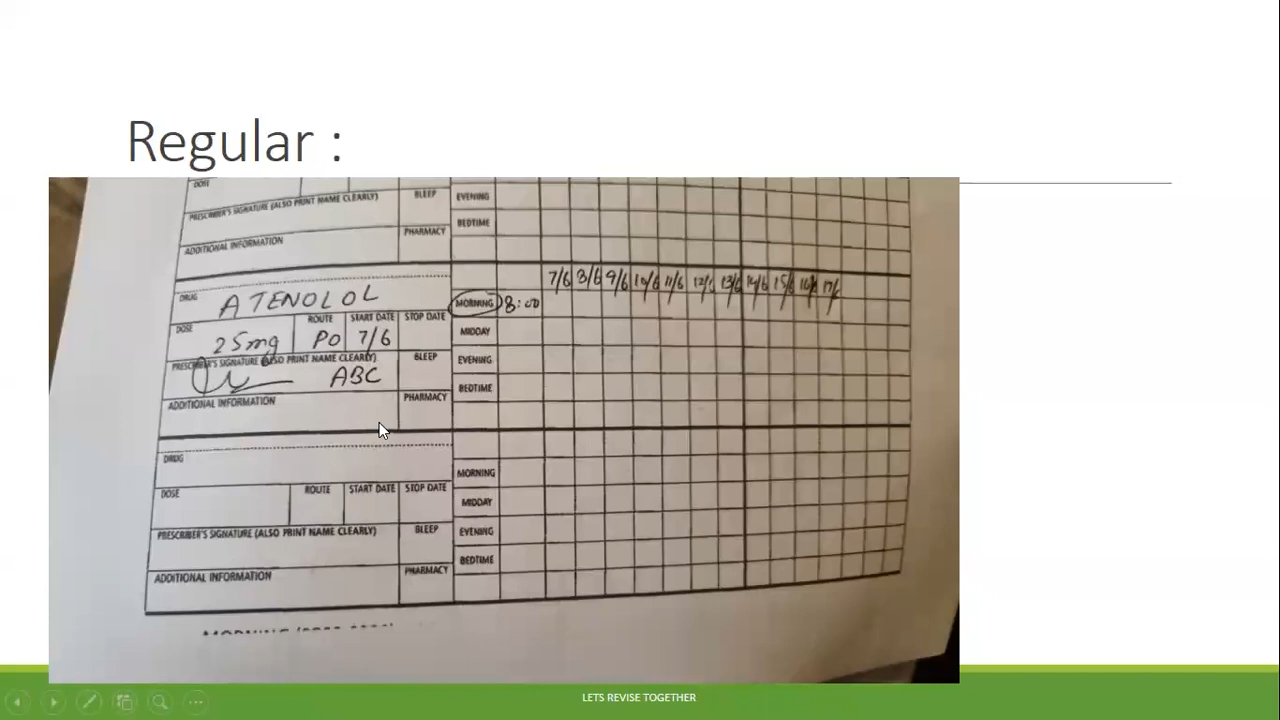 Regular :
DOSE
PRESCRIBER'S SIGNATURE (ALSO PRINT NAME CLEARLY) BLEEP EVENING
BEDTIME
ADDITIONAL INFORMATION PHARMACY
7/6 8/6 9/6 10/6 11/6 12/6 13/6 14/6 15/6 16/6 17/6
DRUG ATENOLOL MORNING 8:00
DOSE ROUTE START DATE STOP DATE
25mg PO 7/6 MIDDAY
PRESCRIBER'S SIGNATURE (ALSO PRINT NAME CLEARLY) BLEEP EVENING
ABC
ADDITIONAL INFORMATION PHARMACY BEDTIME
DRUG
MORNING
DOSE ROUTE START DATE STOP DATE
MIDDAY
PRESCRIBER'S SIGNATURE (ALSO PRINT NAME CLEARLY) BLEEP EVENING
BEDTIME
ADDITIONAL INFORMATION PHARMACY
LETS REVISE TOGETHER